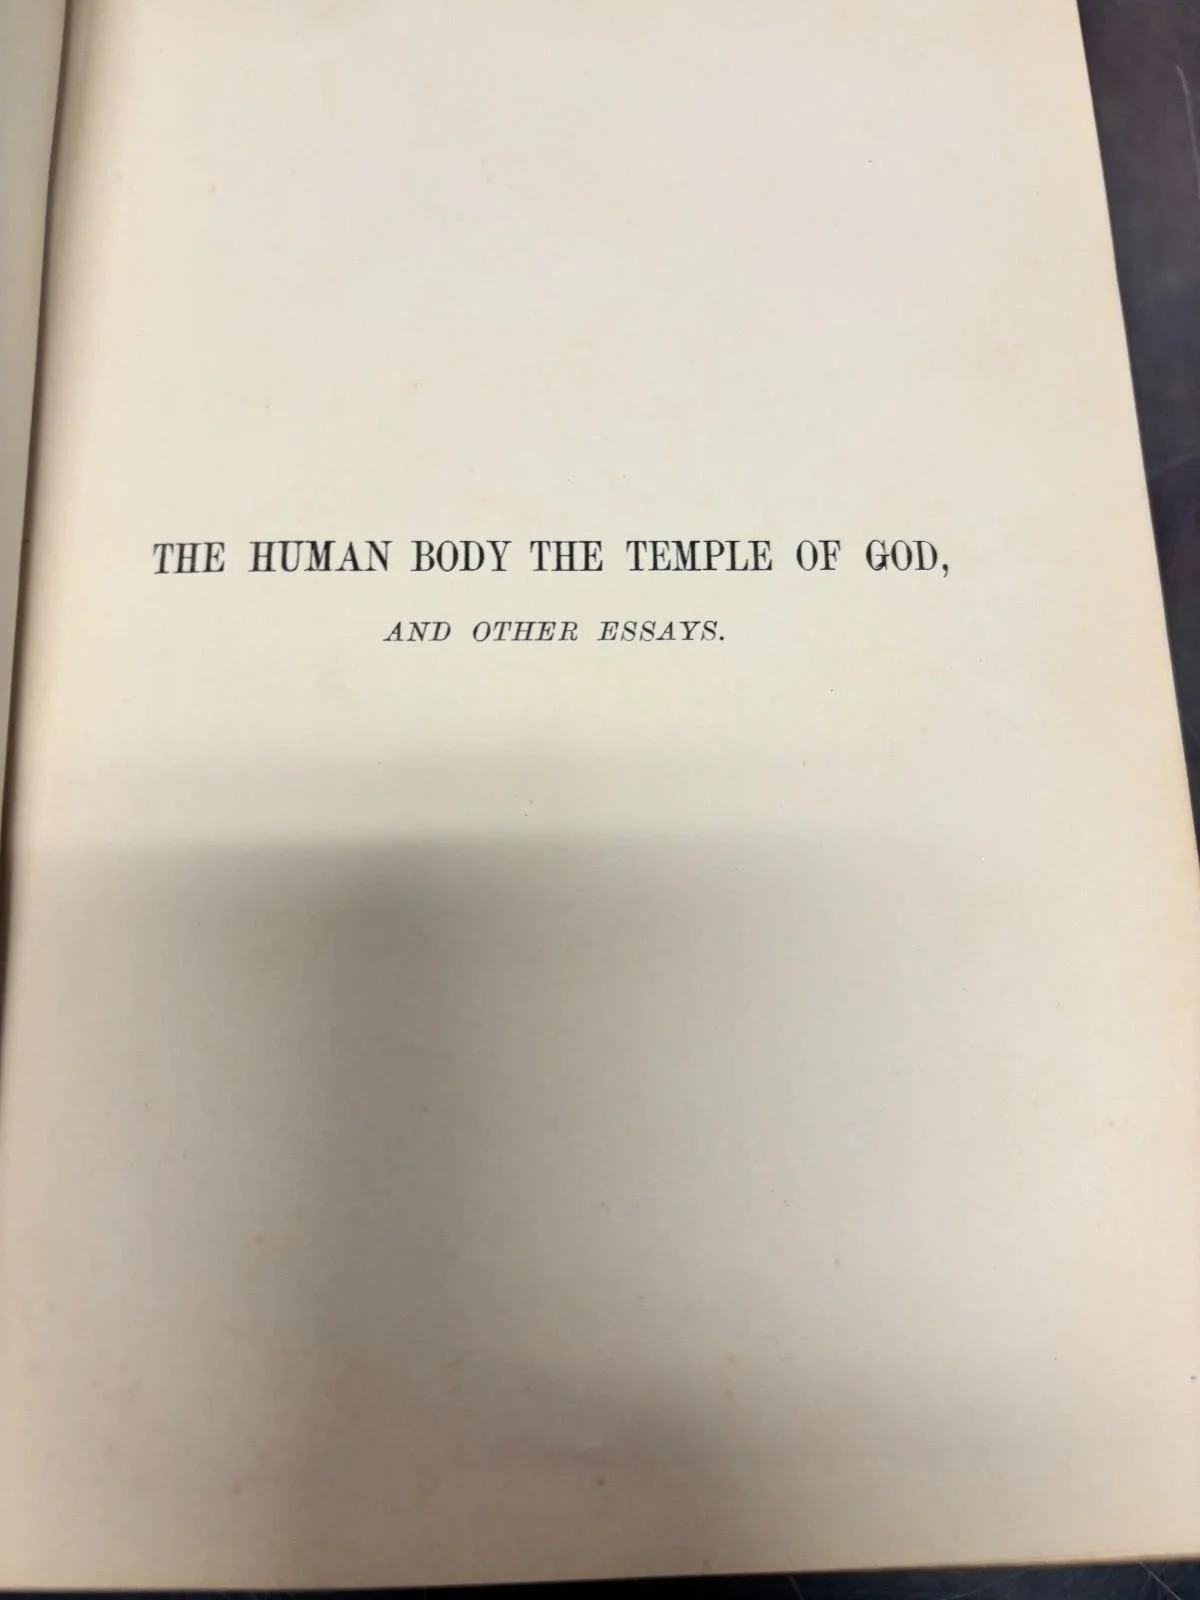 THE HUMAN BODY THE TEMPLE OF GOD,
AND OTHER ESSAYS.